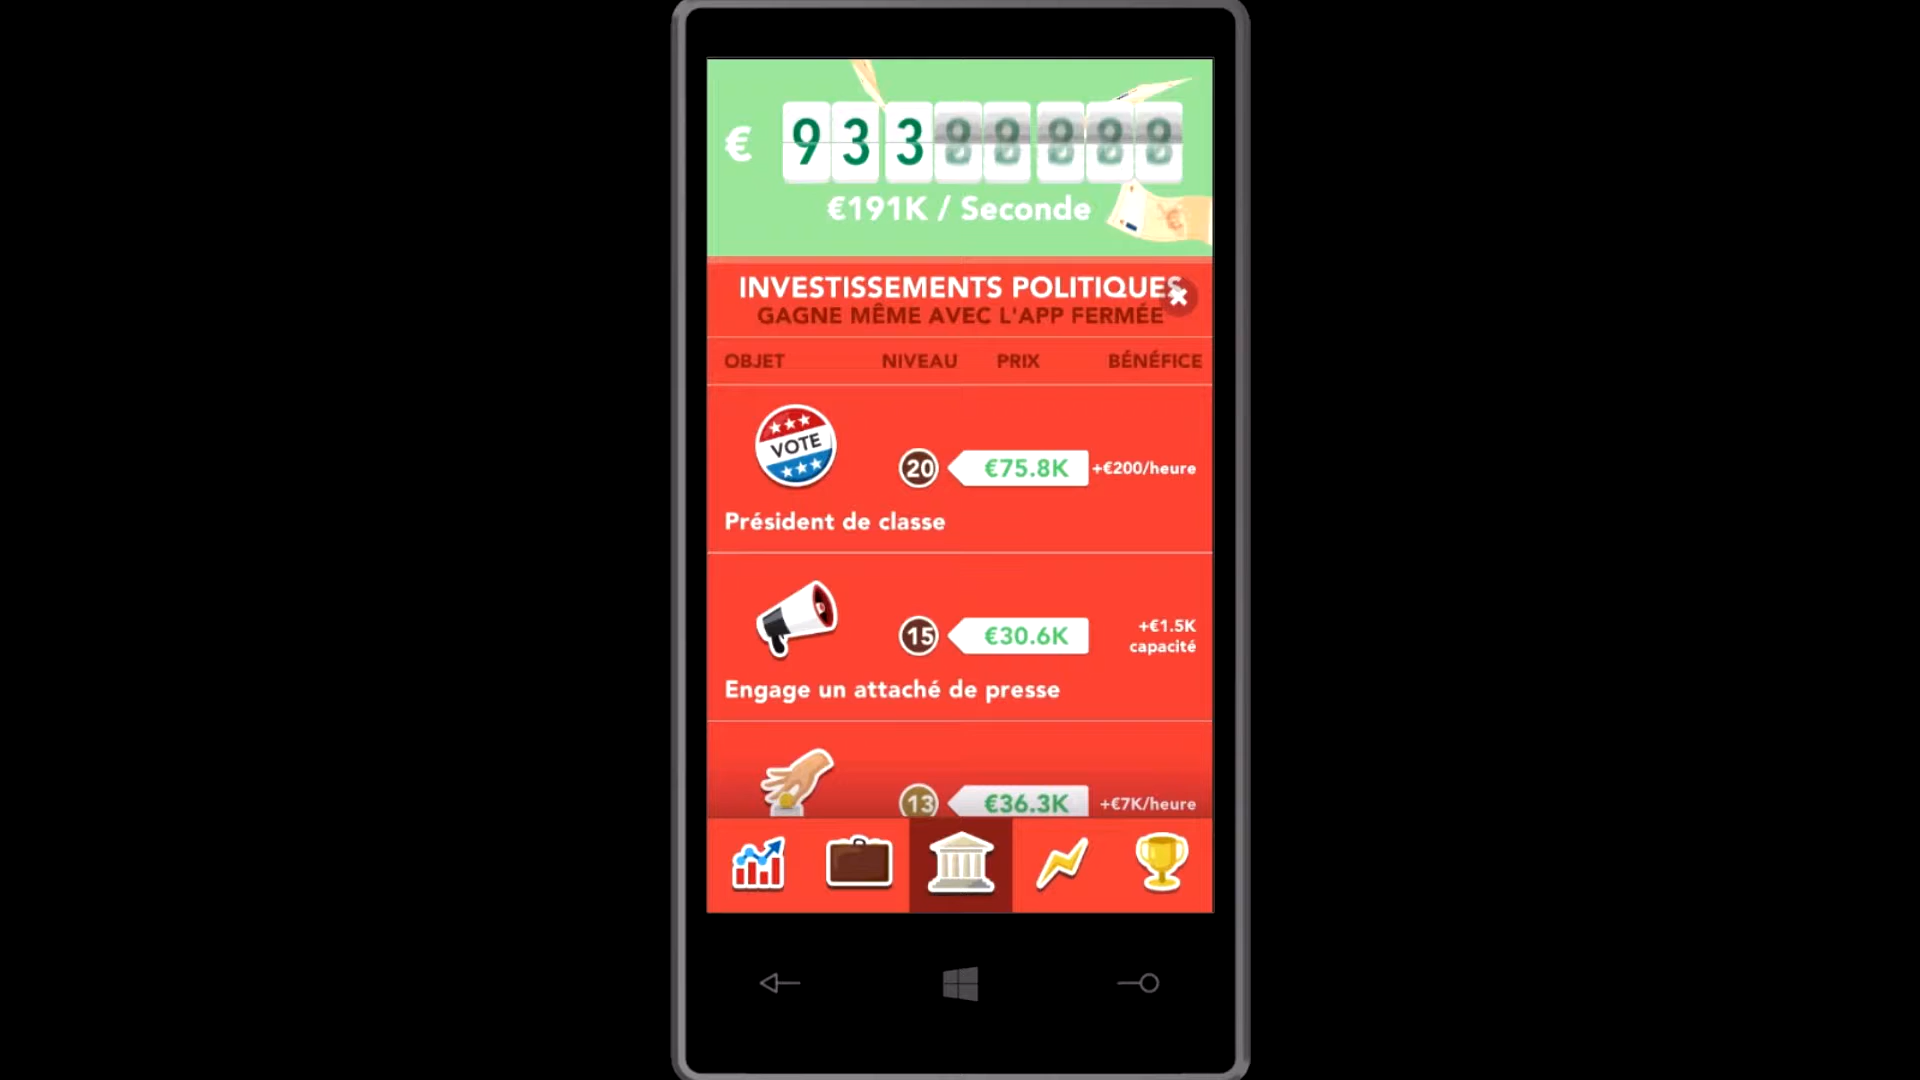 € 933
€191K / Seconde
INVESTISSEMENTS POLITIQUES
GAGNE MÊME AVEC L'APP FERMÉE
OBJET NIVEAU PRIX BÉNÉFICE
VOTE
20 €75.8K +€200/heure
Président de classe
15 €30.6K +€1.5K
capacité
Engage un attaché de presse
13 €36.3K +€7K/heure